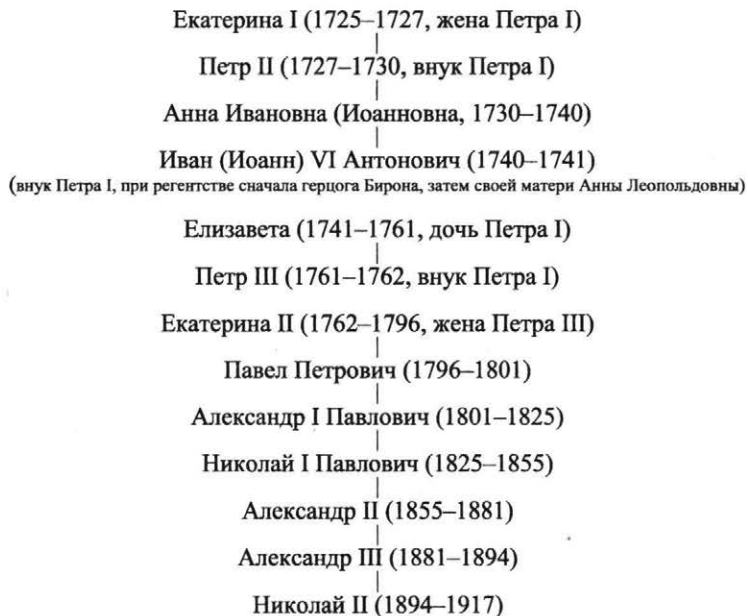 Екатерина I (1725–1727, жена Петра I)
Петр II (1727–1730, внук Петра I)
Анна Ивановна (Иоанновна, 1730–1740)
Иван (Иоанн) VI Антонович (1740–1741)
(внук Петра I, при регентстве сначала герцога Бирона, затем своей матери Анны Леопольдовны)
Елизавета (1741–1761, дочь Петра I)
Петр III (1761–1762, внук Петра I)
Екатерина II (1762–1796, жена Петра III)
Павел Петрович (1796–1801)
Александр I Павлович (1801–1825)
Николай I Павлович (1825–1855)
Александр II (1855–1881)
Александр III (1881–1894)
Николай II (1894–1917)